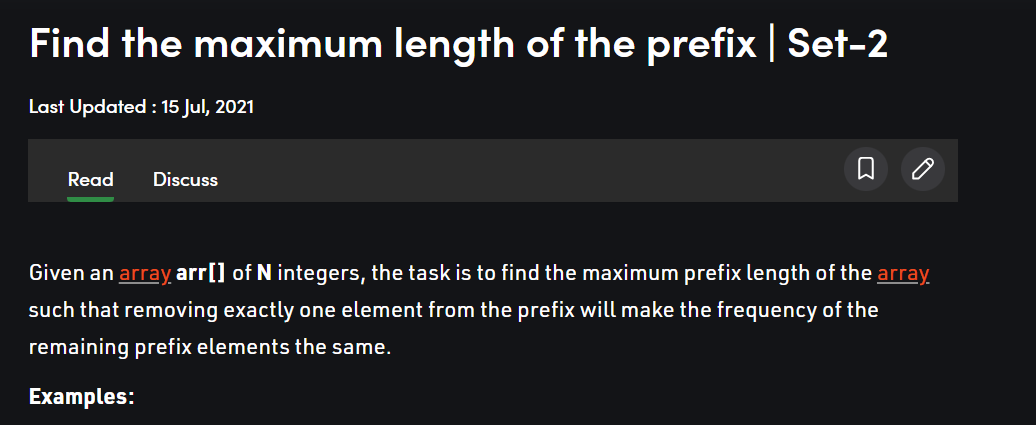 Find the maximum length of the prefix | Set-2
Last Updated : 15 Jul, 2021
Read Discuss
Given an array arr[] of N integers, the task is to find the maximum prefix length of the array
such that removing exactly one element from the prefix will make the frequency of the
remaining prefix elements the same.
Examples: